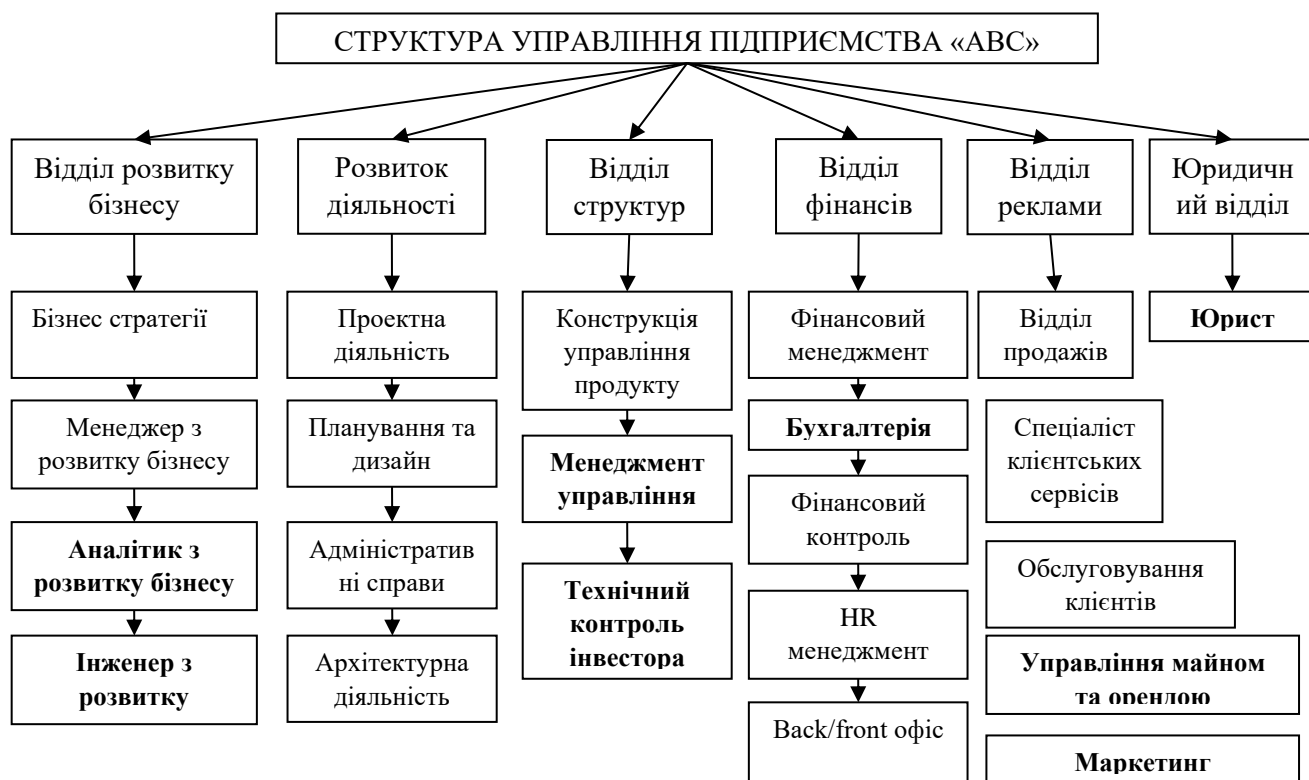 СТРУКТУРА УПРАВЛІННЯ ПІДПРИЄМСТВА «АВС»
Відділ розвитку
бізнесу
Розвиток
діяльності
Відділ
структур
Відділ
фінансів
Відділ
реклами
Юридичн
ий відділ
Бізнес стратегії
Проектна
діяльність
Конструкція
управління
продукту
Фінансовий
менеджмент
Відділ
продажів
Юрист
Менеджер з
розвитку бізнесу
Планування та
дизайн
Менеджмент
управління
Бухгалтерія
Спеціаліст
клієнтських
сервісів
Аналітик з
розвитку бізнесу
Адміністратив
ні справи
Технічний
контроль
інвестора
Фінансовий
контроль
Обслуговування
клієнтів
Інженер з
розвитку
Архітектурна
діяльність
HR
менеджмент
Управління майном
та орендою
Back/front офіс
Маркетинг